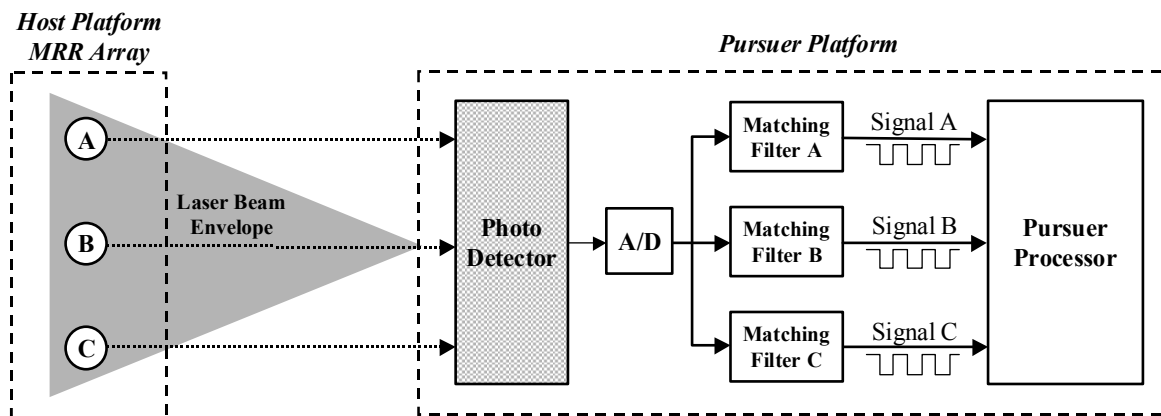 Host Platform
MRR Array
Pursuer Platform
A
B
C
Laser Beam
Envelope
Photo
Detector
A/D
Matching
Filter A
Matching
Filter B
Matching
Filter C
Signal A
Signal B
Signal C
Pursuer
Processor